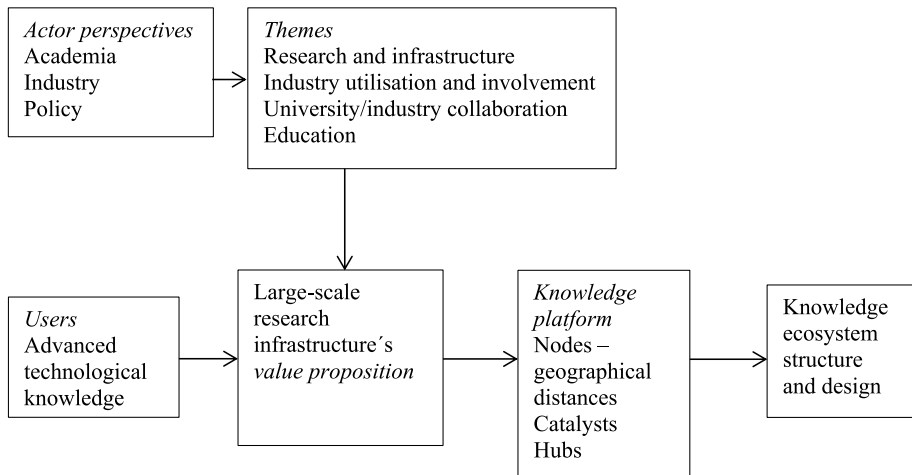 Actor perspectives
Academia
Industry
Policy
Themes
Research and infrastructure
Industry utilisation and involvement
University/industry collaboration
Education
Users
Advanced
technological
knowledge
Large-scale
research
infrastructure´s
value proposition
Knowledge
platform
Nodes –
geographical
distances
Catalysts
Hubs
Knowledge
ecosystem
structure
and design